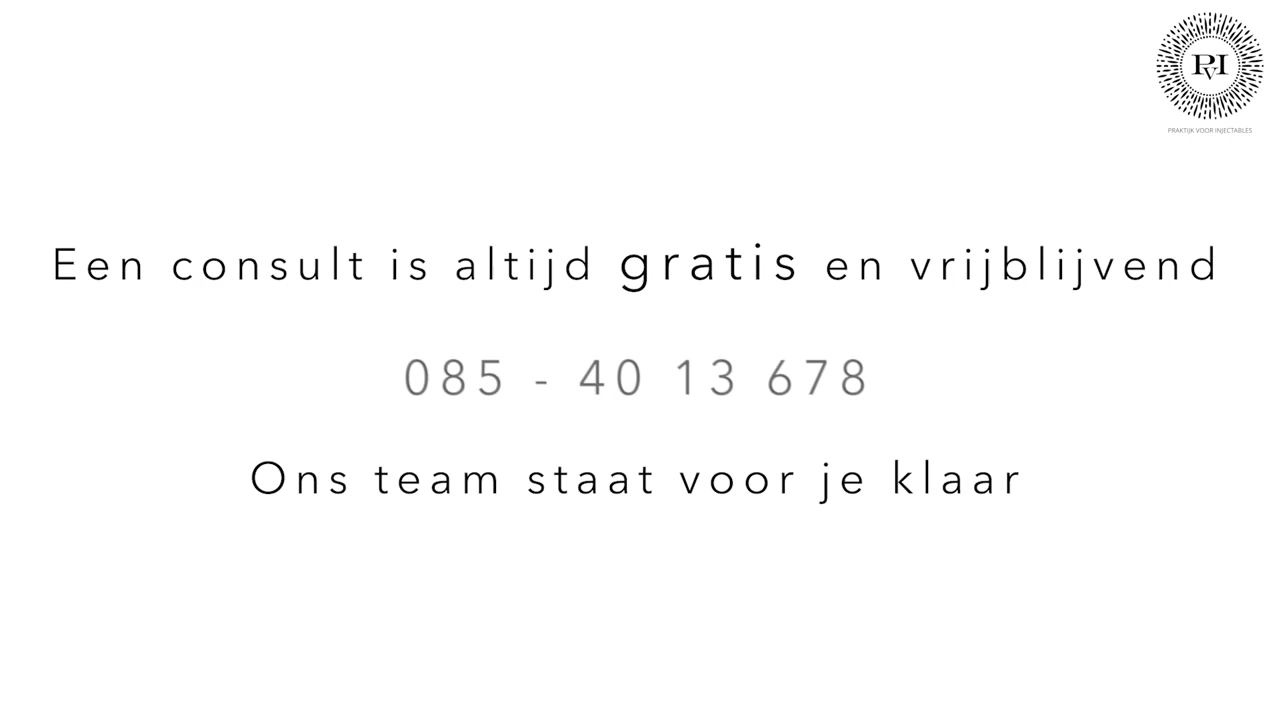 PVI
PRAKTIJK VOOR INJECTABLES
Een consult is altijd gratis en vrijblijvend
085 - 40 13 678
Ons team staat voor je klaar